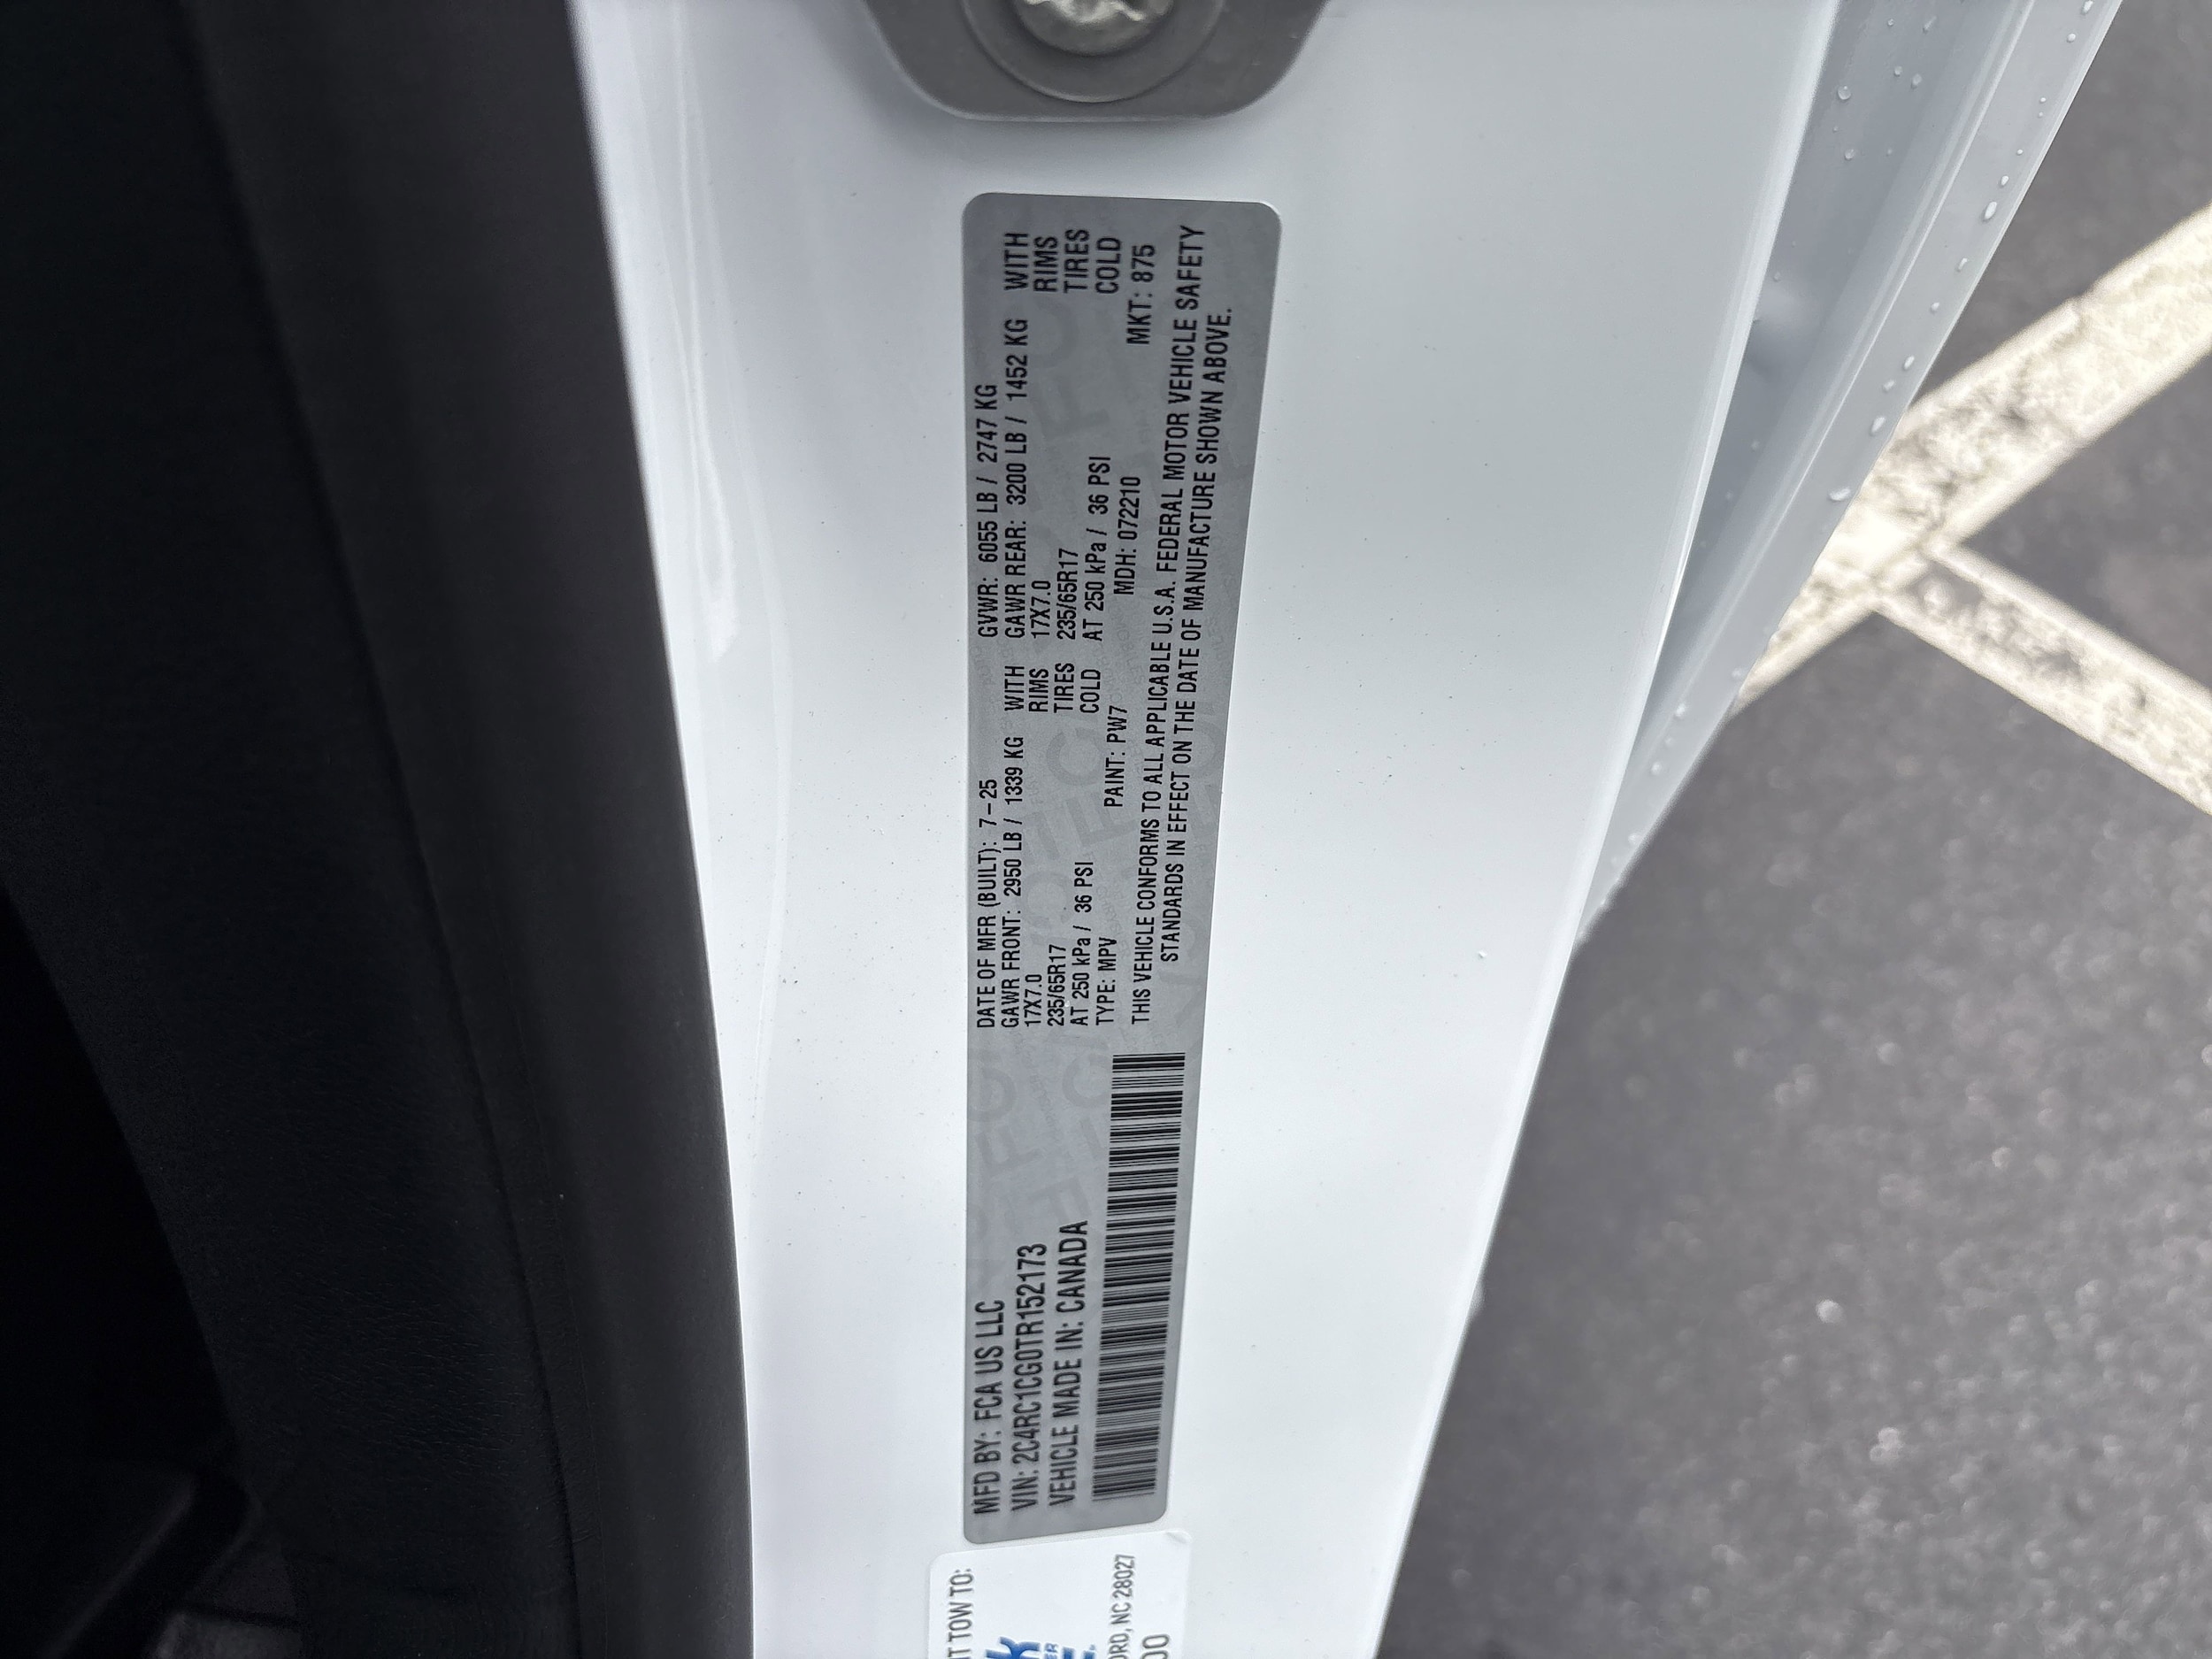 MFD BY: FCA US LLC
VIN: 2C4RC1CG0TR152173
VEHICLE MADE IN: CANADA
DATE OF MFR (BUILT): 7-25 GVWR: 6055 LB / 2747 KG
GAWR FRONT: 2950 LB / 1339 KG WITH GAWR REAR: 3200 LB / 1452 KG WITH
17X7.0 RIMS 17X7.0 RIMS
235/65R17 TIRES 235/65R17 TIRES
AT 250 kPa / 36 PSI COLD AT 250 kPa / 36 PSI COLD
TYPE: MPV PAINT: PW7 MDH: 072210 MKT: 875
THIS VEHICLE CONFORMS TO ALL APPLICABLE U.S.A. FEDERAL MOTOR VEHICLE SAFETY
STANDARDS IN EFFECT ON THE DATE OF MANUFACTURE SHOWN ABOVE.
TOW TO:
NC 28027